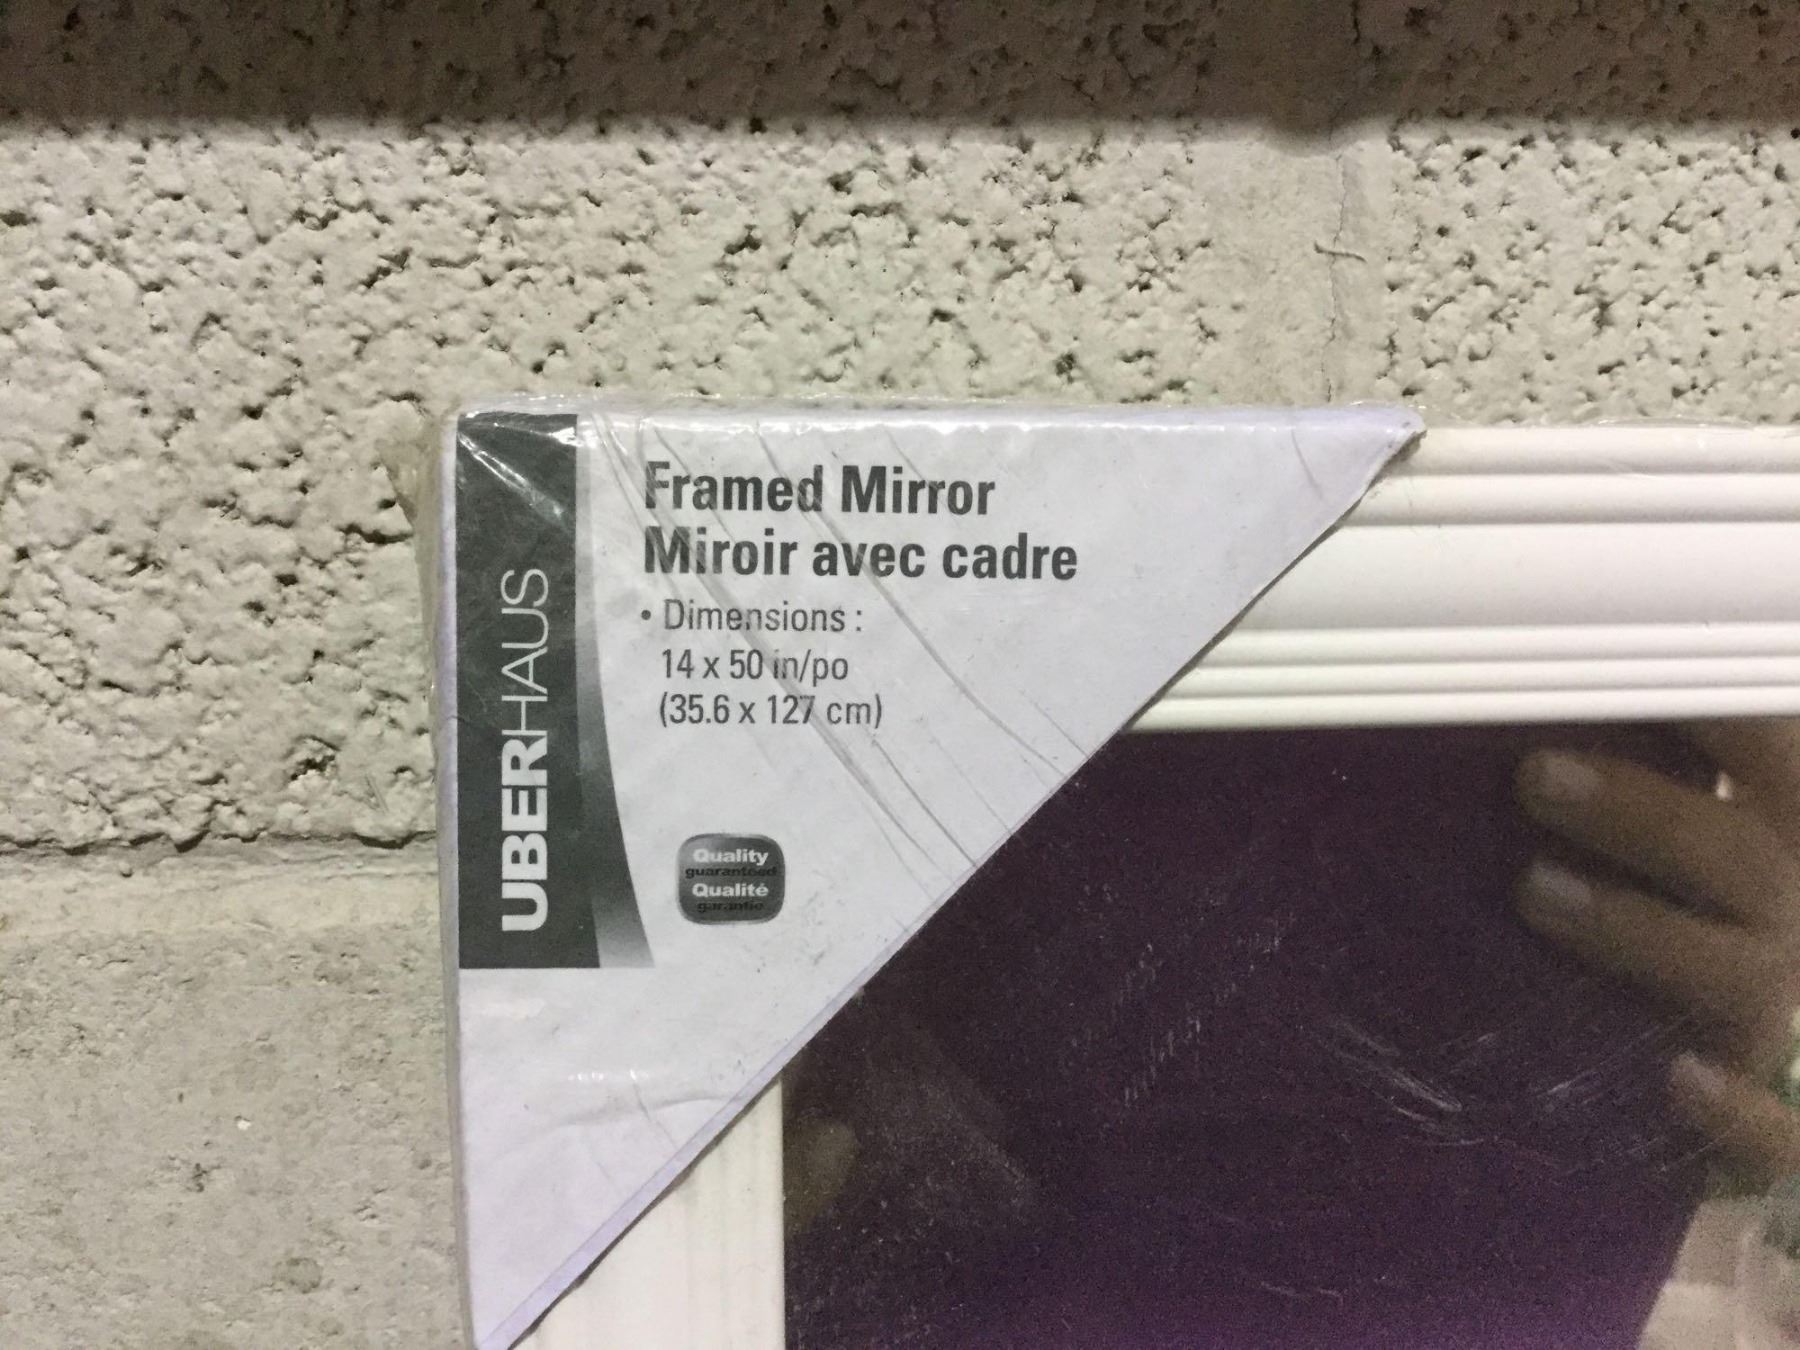 UBERHAUS
Framed Mirror
Miroir avec cadre
• Dimensions :
14 x 50 in/po
(35.6 x 127 cm)
Quality
guaranteed
Qualité
garantie